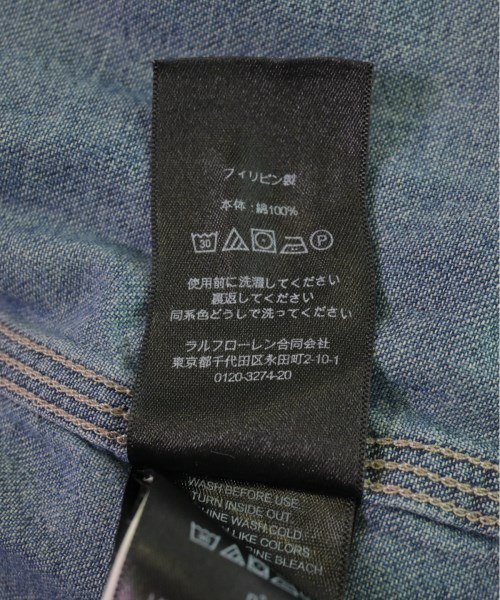 フィリピン製
本体：綿100%
30 P
使用前に洗濯してください
裏返してください
同系色どうしで洗ってください
ラルフローレン合同会社
東京都千代田区永田町2-10-1
0120-3274-20
WASH BEFORE USE
TURN INSIDE OUT
WASH COLD
LIKE COLORS
BLEACH